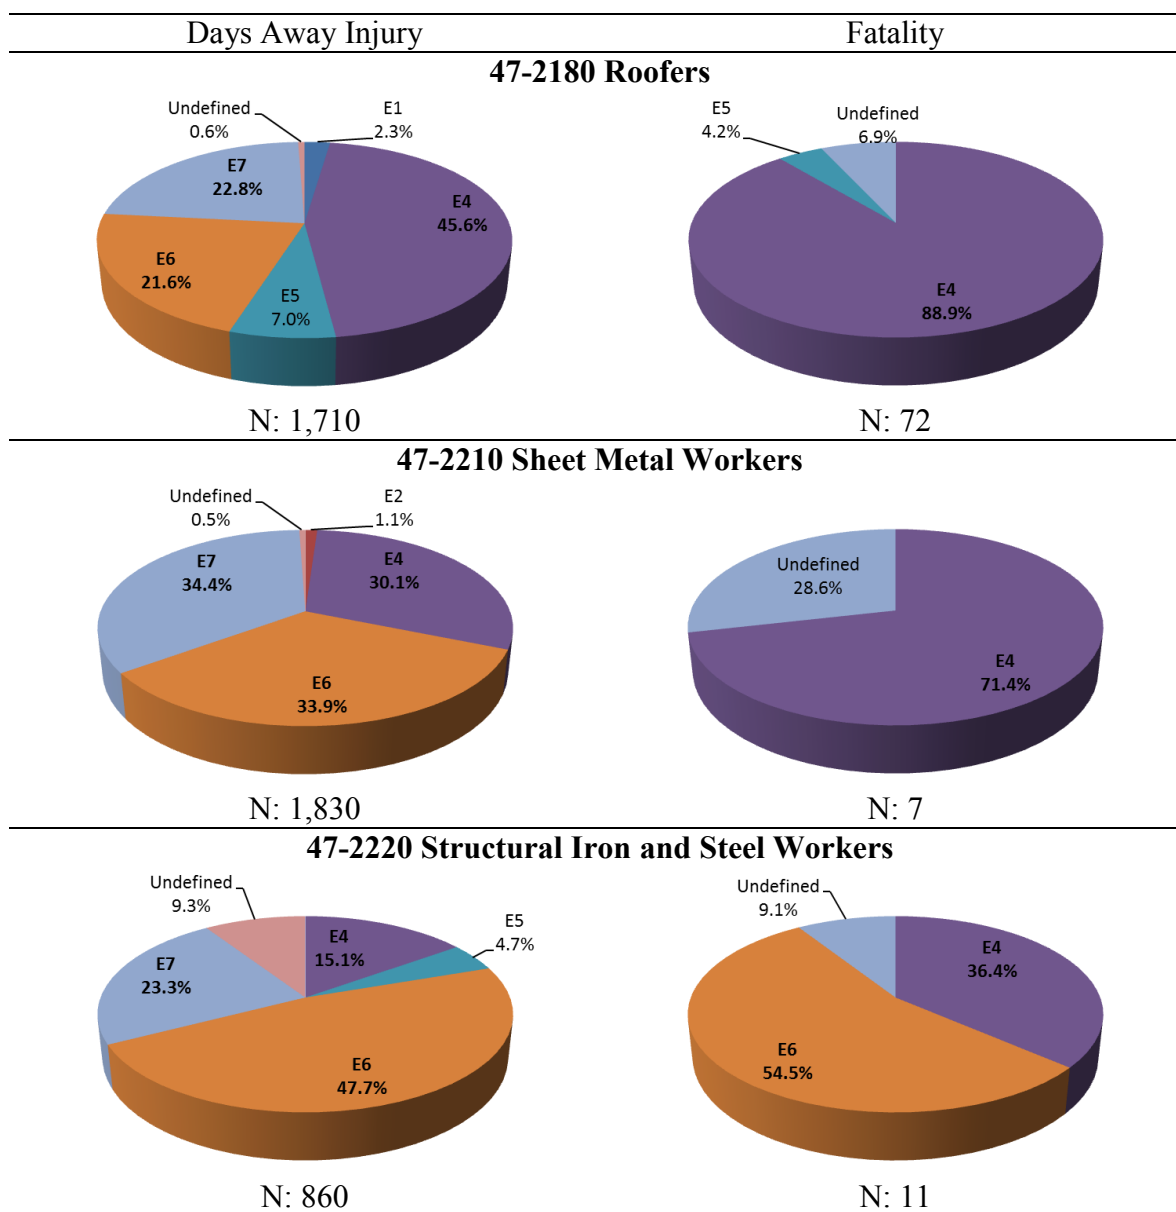 Days Away Injury
Fatality
47-2180 Roofers
Undefined
0.6%
E1
2.3%
E7
22.8%
E4
45.6%
E6
21.6%
E5
7.0%
N: 1,710
E5
4.2%
Undefined
6.9%
E4
88.9%
N: 72
47-2210 Sheet Metal Workers
Undefined
0.5%
E2
1.1%
E7
34.4%
E4
30.1%
E6
33.9%
N: 1,830
Undefined
28.6%
E4
71.4%
N: 7
47-2220 Structural Iron and Steel Workers
Undefined
9.3%
E4
15.1%
E5
4.7%
E7
23.3%
E6
47.7%
N: 860
Undefined
9.1%
E4
36.4%
E6
54.5%
N: 11